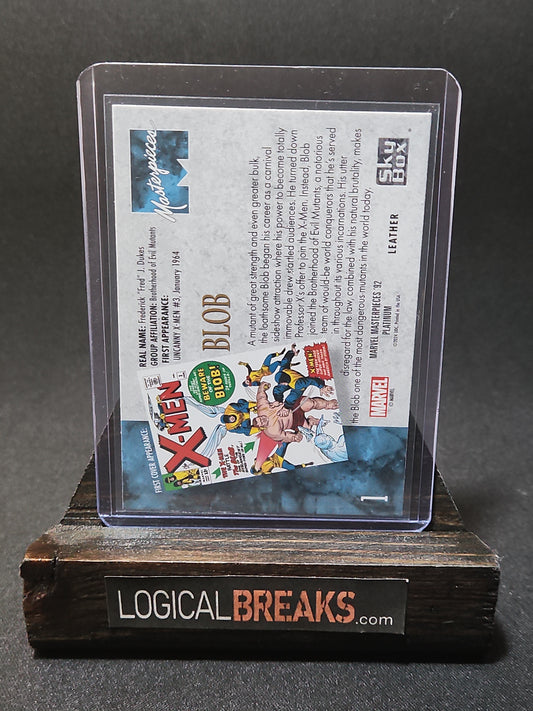 Masterpieces
REAL NAME: Frederick "Fred" J. Dukes
GROUP AFFILIATION: Brotherhood of Evil Mutants
FIRST APPEARANCE:
UNCANNY X-MEN #3, January 1964
BLOB
A mutant of great strength and even greater bulk,
the loathsome Blob began his career as a carnival
sideshow attraction where his power to become totally
immovable drew startled audiences. He turned down
Professor X's offer to join the X-Men. Instead, Blob
joined the Brotherhood of Evil Mutants, a notorious
team of would-be world conquerors that he's served
in throughout its various incarnations. His utter
disregard for the law, combined with his natural brutality, makes
the Blob one of the most dangerous mutants in the world today.
FIRST COVER APPEARANCE:
X-MEN
BEWARE
OF THE
BLOB!
MARVEL
© MARVEL
MARVEL MASTERPIECES '92
PLATINUM
LEATHER
SkyBox
1
LOGICALBREAKS.com